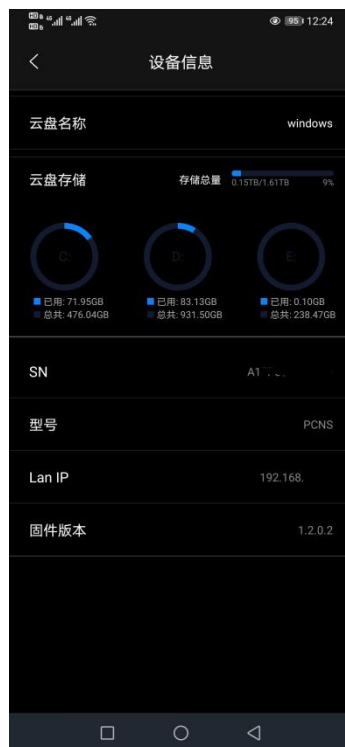 95 12:24
设备信息
云盘名称 windows
云盘存储 存储总量 0.15TB/1.61TB 9%
C: D: E:
已用: 71.95GB 已用: 83.13GB 已用: 0.10GB
总共: 476.04GB 总共: 931.50GB 总共: 238.47GB
SN A1
型号 PCNS
Lan IP 192.168.
固件版本 1.2.0.2